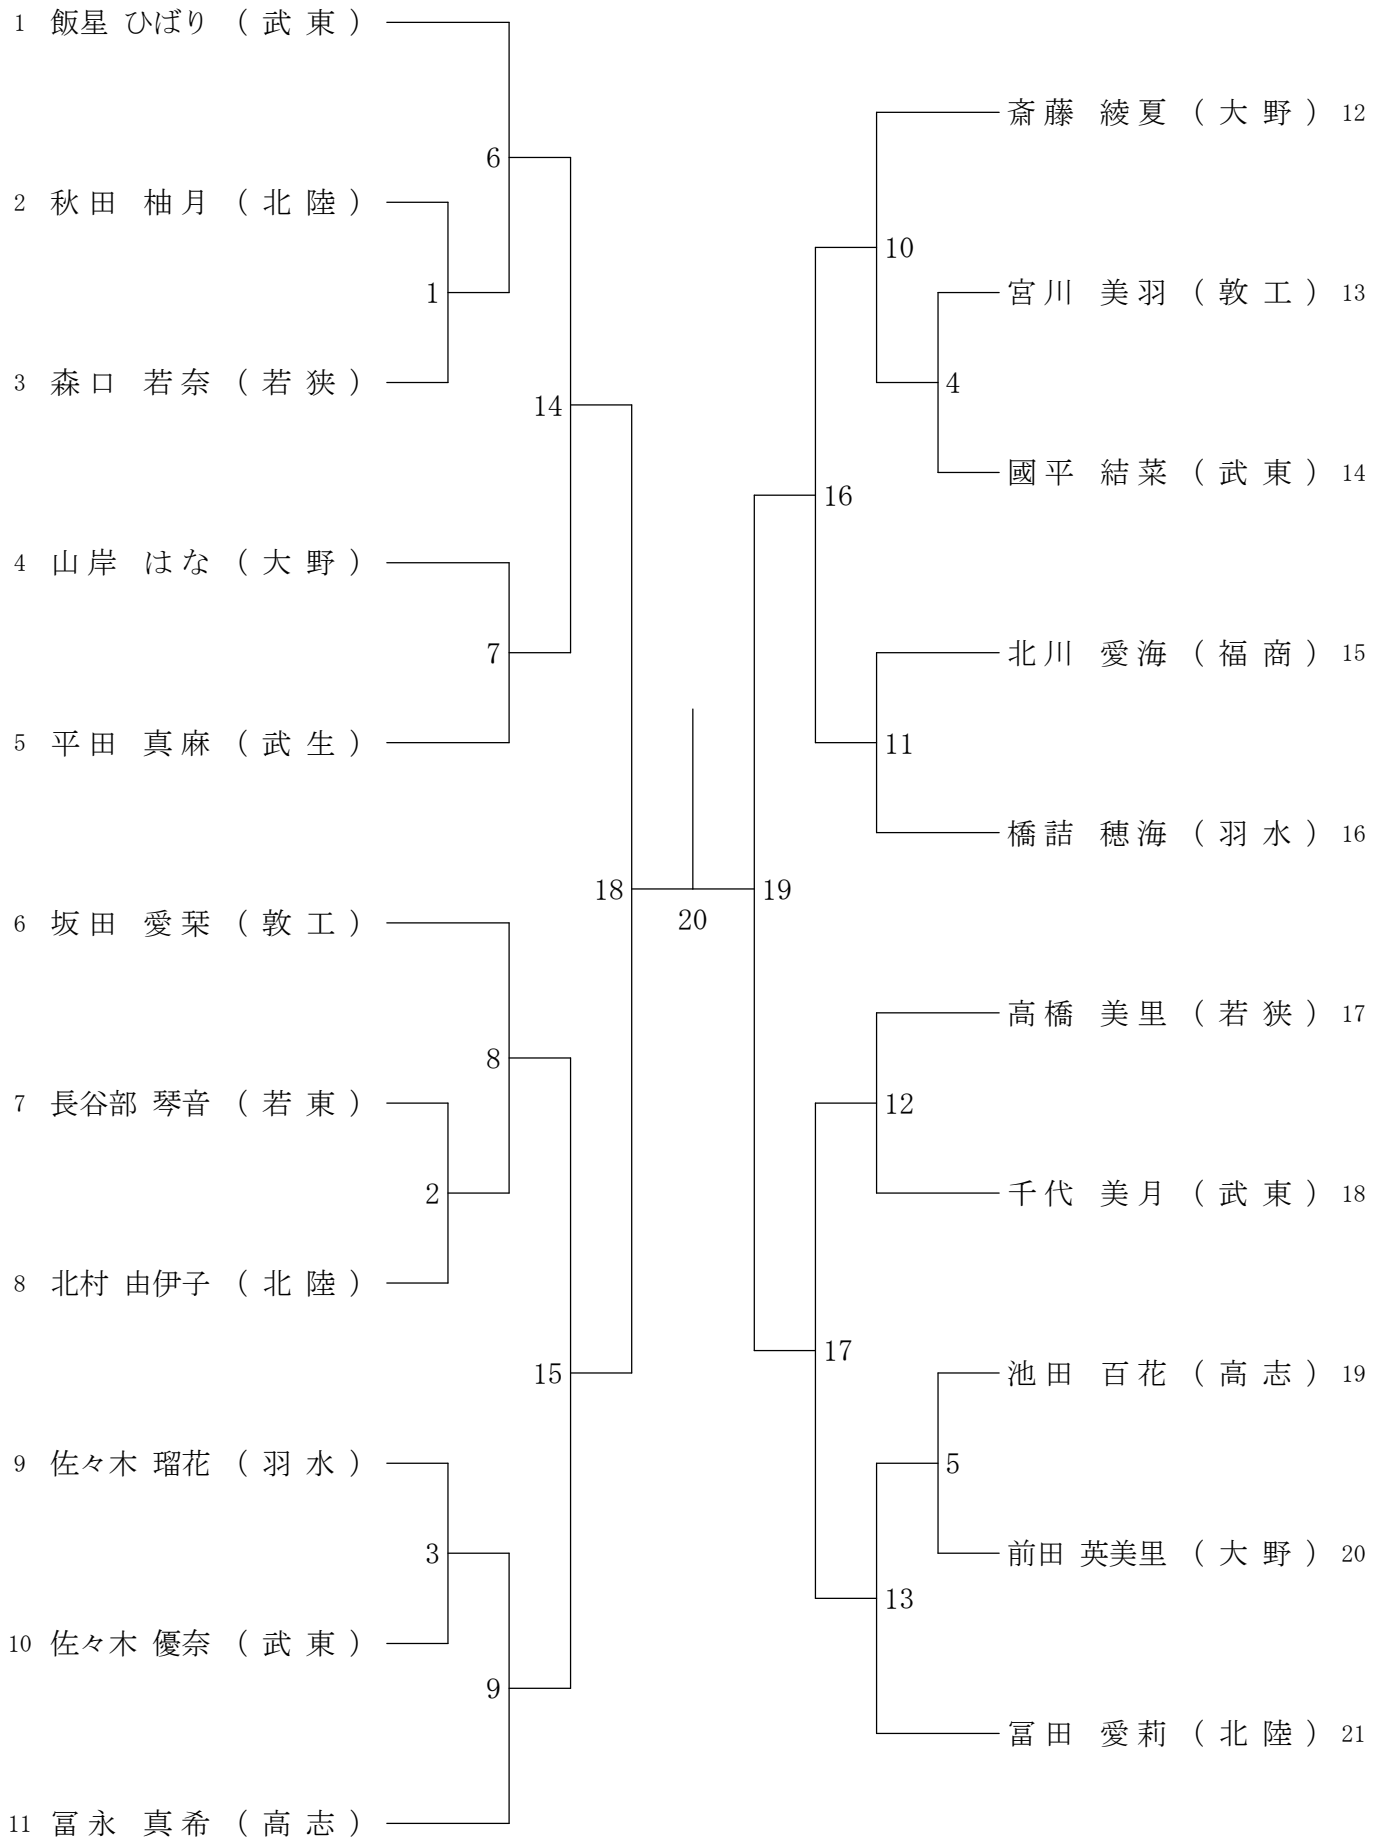 1 飯星 ひばり （ 武 東 ）
6
2 秋 田 柚 月 （ 北 陸 ）
1
3 森 口 若 奈 （ 若 狭 ）
14
4 山 岸 は な （ 大 野 ）
7
5 平 田 真 麻 （ 武 生 ）
18
6 坂 田 愛 栞 （ 敦 工 ）
8
7 長谷部 琴音 （ 若 東 ）
2
8 北村 由伊子 （ 北 陸 ）
15
9 佐々木 瑠花 （ 羽 水 ）
3
10 佐々木 優奈 （ 武 東 ）
9
11 冨 永 真 希 （ 高 志 ）
20
斎 藤 綾 夏 （ 大 野 ） 12
10
宮 川 美 羽 （ 敦 工 ） 13
4
國 平 結 菜 （ 武 東 ） 14
16
北 川 愛 海 （ 福 商 ） 15
11
橋 詰 穂 海 （ 羽 水 ） 16
19
高 橋 美 里 （ 若 狭 ） 17
12
千 代 美 月 （ 武 東 ） 18
17
池 田 百 花 （ 高 志 ） 19
5
前田 英美里 （ 大 野 ） 20
13
冨 田 愛 莉 （ 北 陸 ） 21